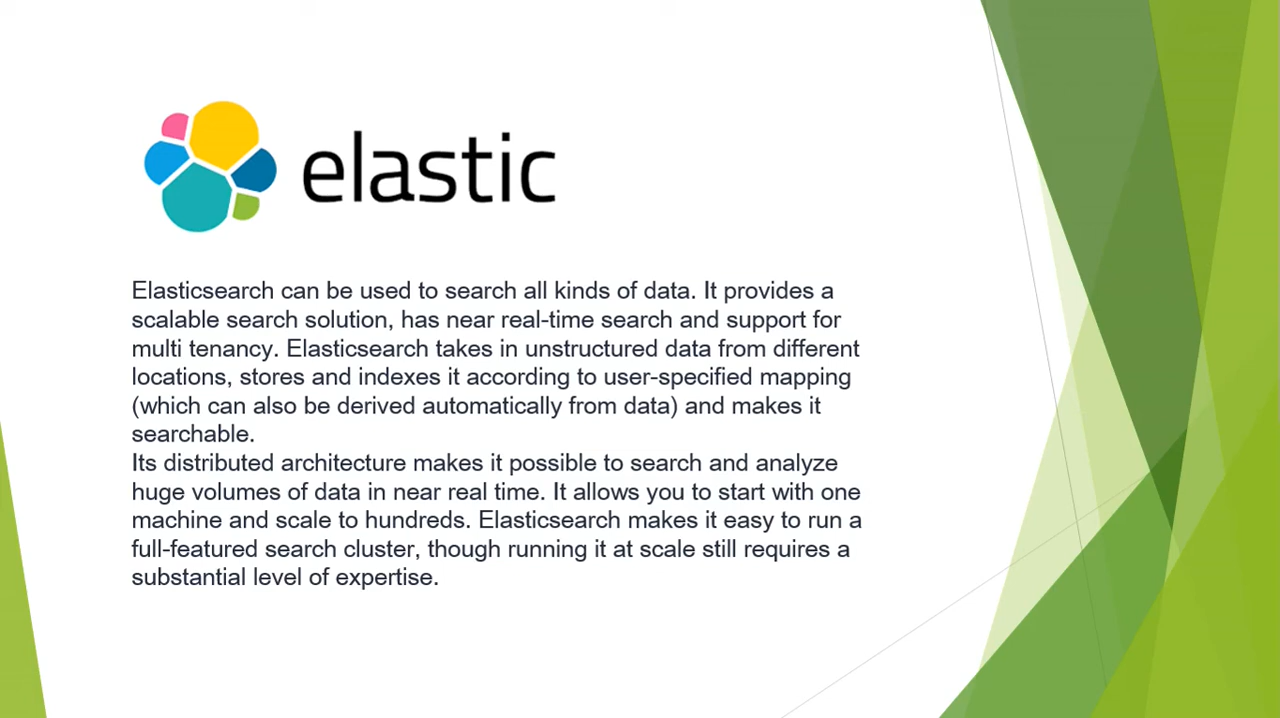 elastic
Elasticsearch can be used to search all kinds of data. It provides a
scalable search solution, has near real-time search and support for
multi tenancy. Elasticsearch takes in unstructured data from different
locations, stores and indexes it according to user-specified mapping
(which can also be derived automatically from data) and makes it
searchable.
Its distributed architecture makes it possible to search and analyze
huge volumes of data in near real time. It allows you to start with one
machine and scale to hundreds. Elasticsearch makes it easy to run a
full-featured search cluster, though running it at scale still requires a
substantial level of expertise.